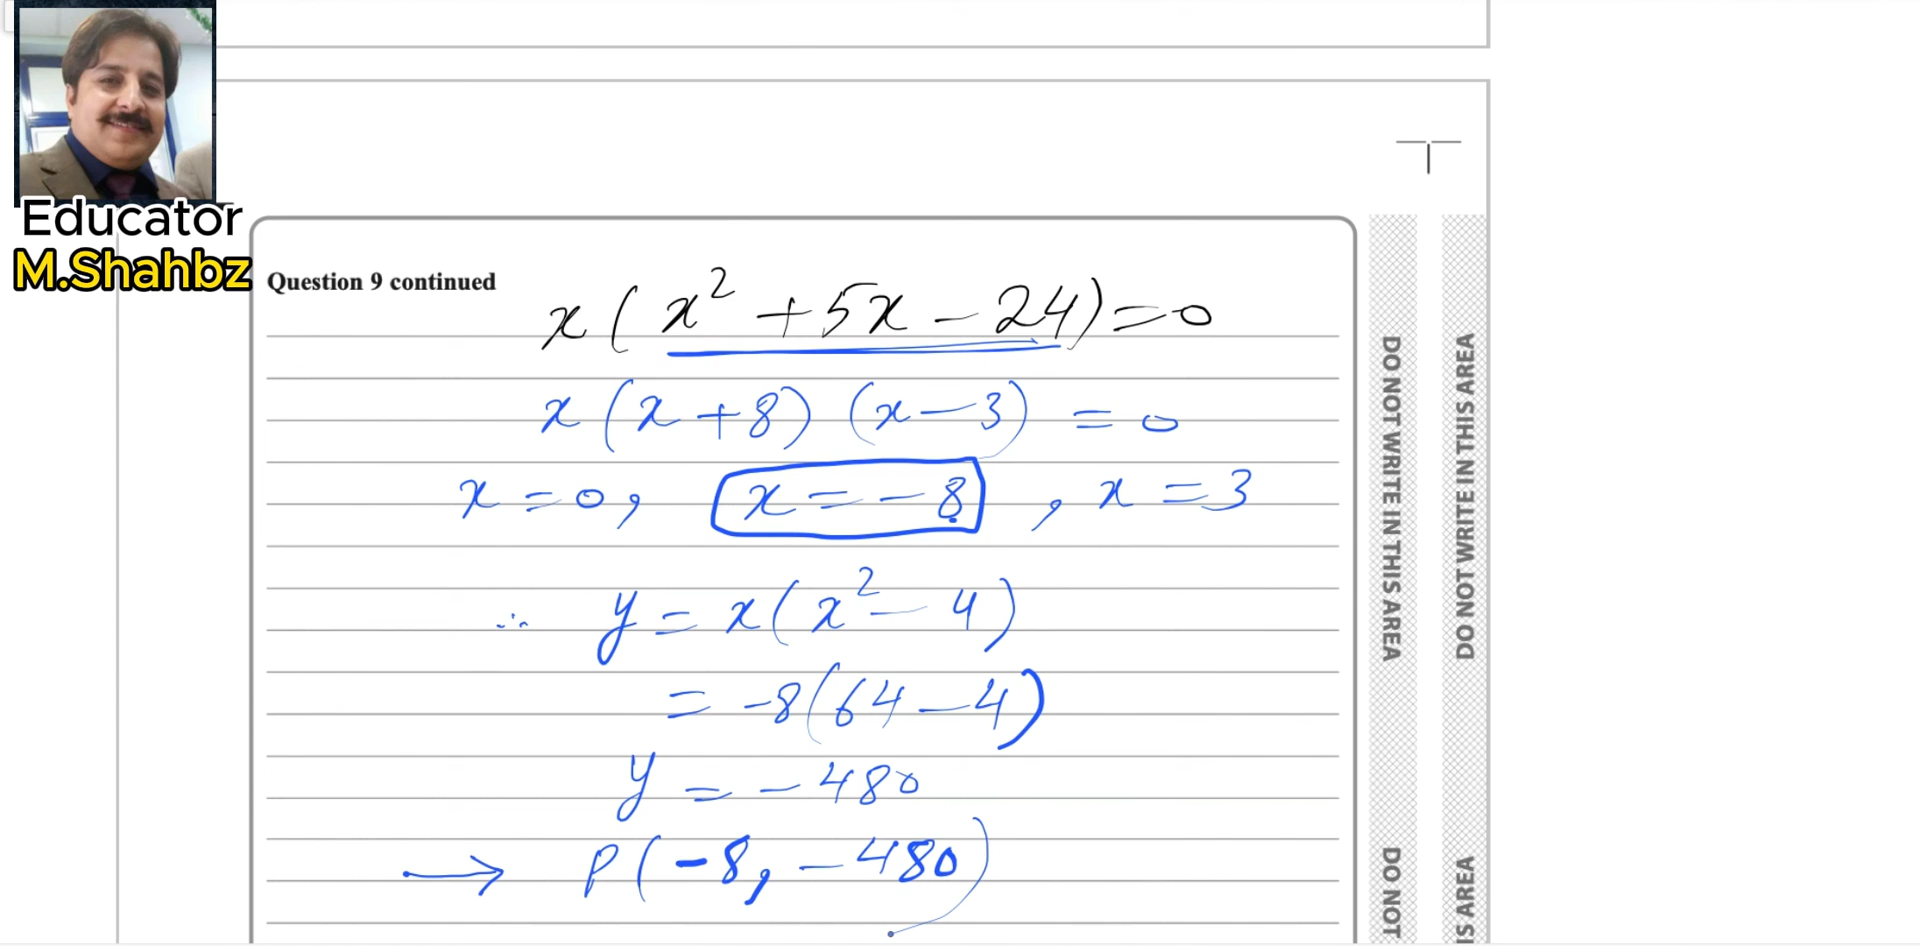 Educator
M.Shahbz
Question 9 continued
x(x² + 5x - 24) = 0
x(x + 8)(x - 3) = 0
x = 0, x = -8, x = 3
∴ y = x(x² - 4)
= -8(64 - 4)
y = -480
→ P(-8, -480)
DO NOT WRITE IN THIS AREA
DO NOT WRITE IN THIS AREA
DO NOT
IS AREA